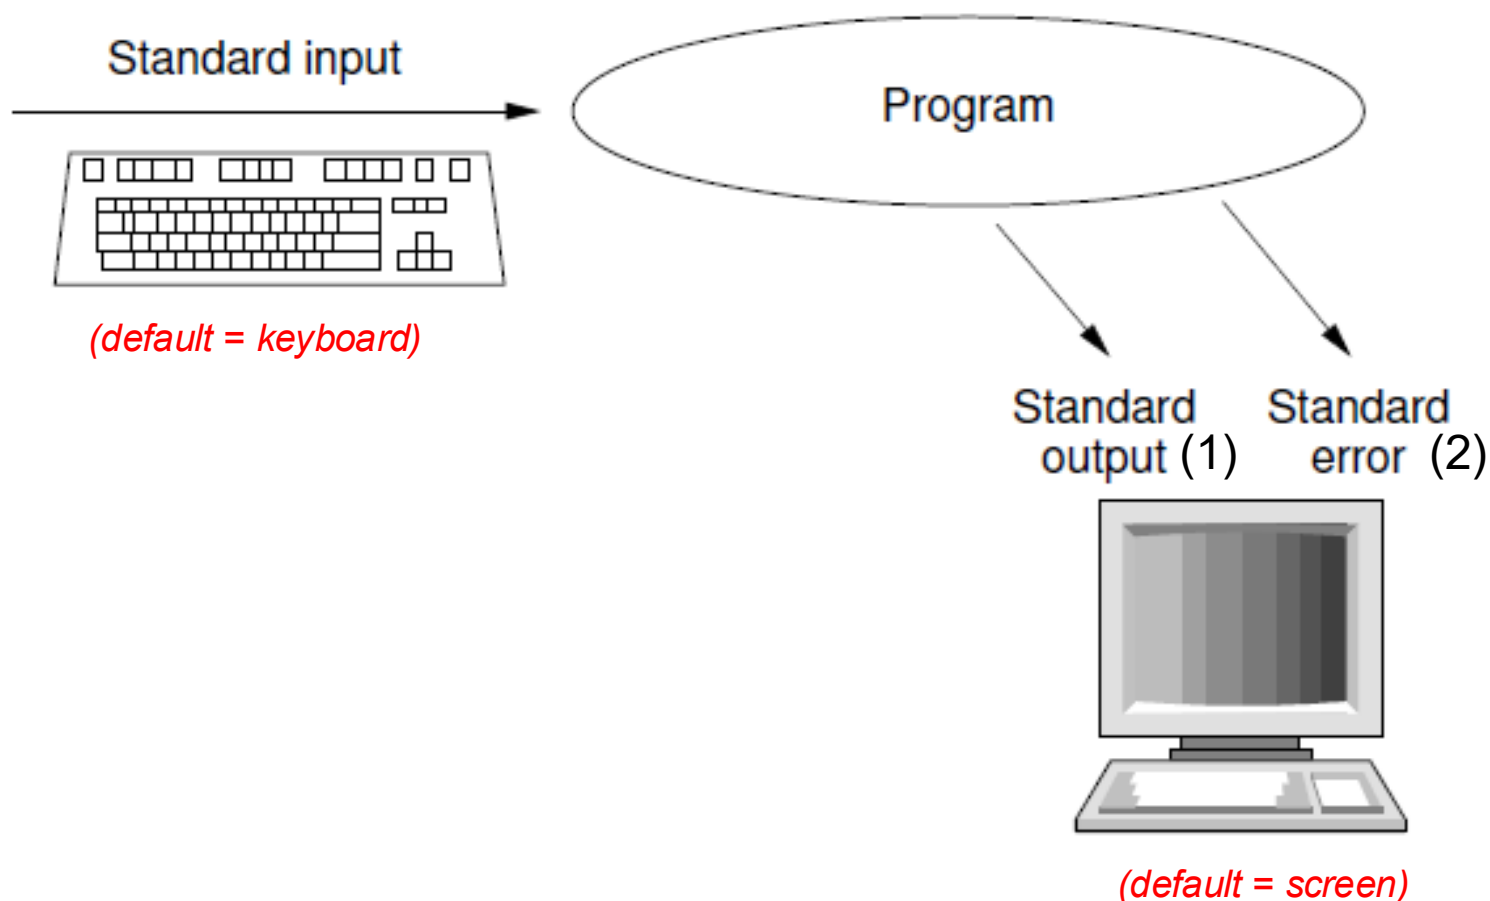 Standard input
Program
(default = keyboard)
Standard
output (1)
Standard
error (2)
(default = screen)